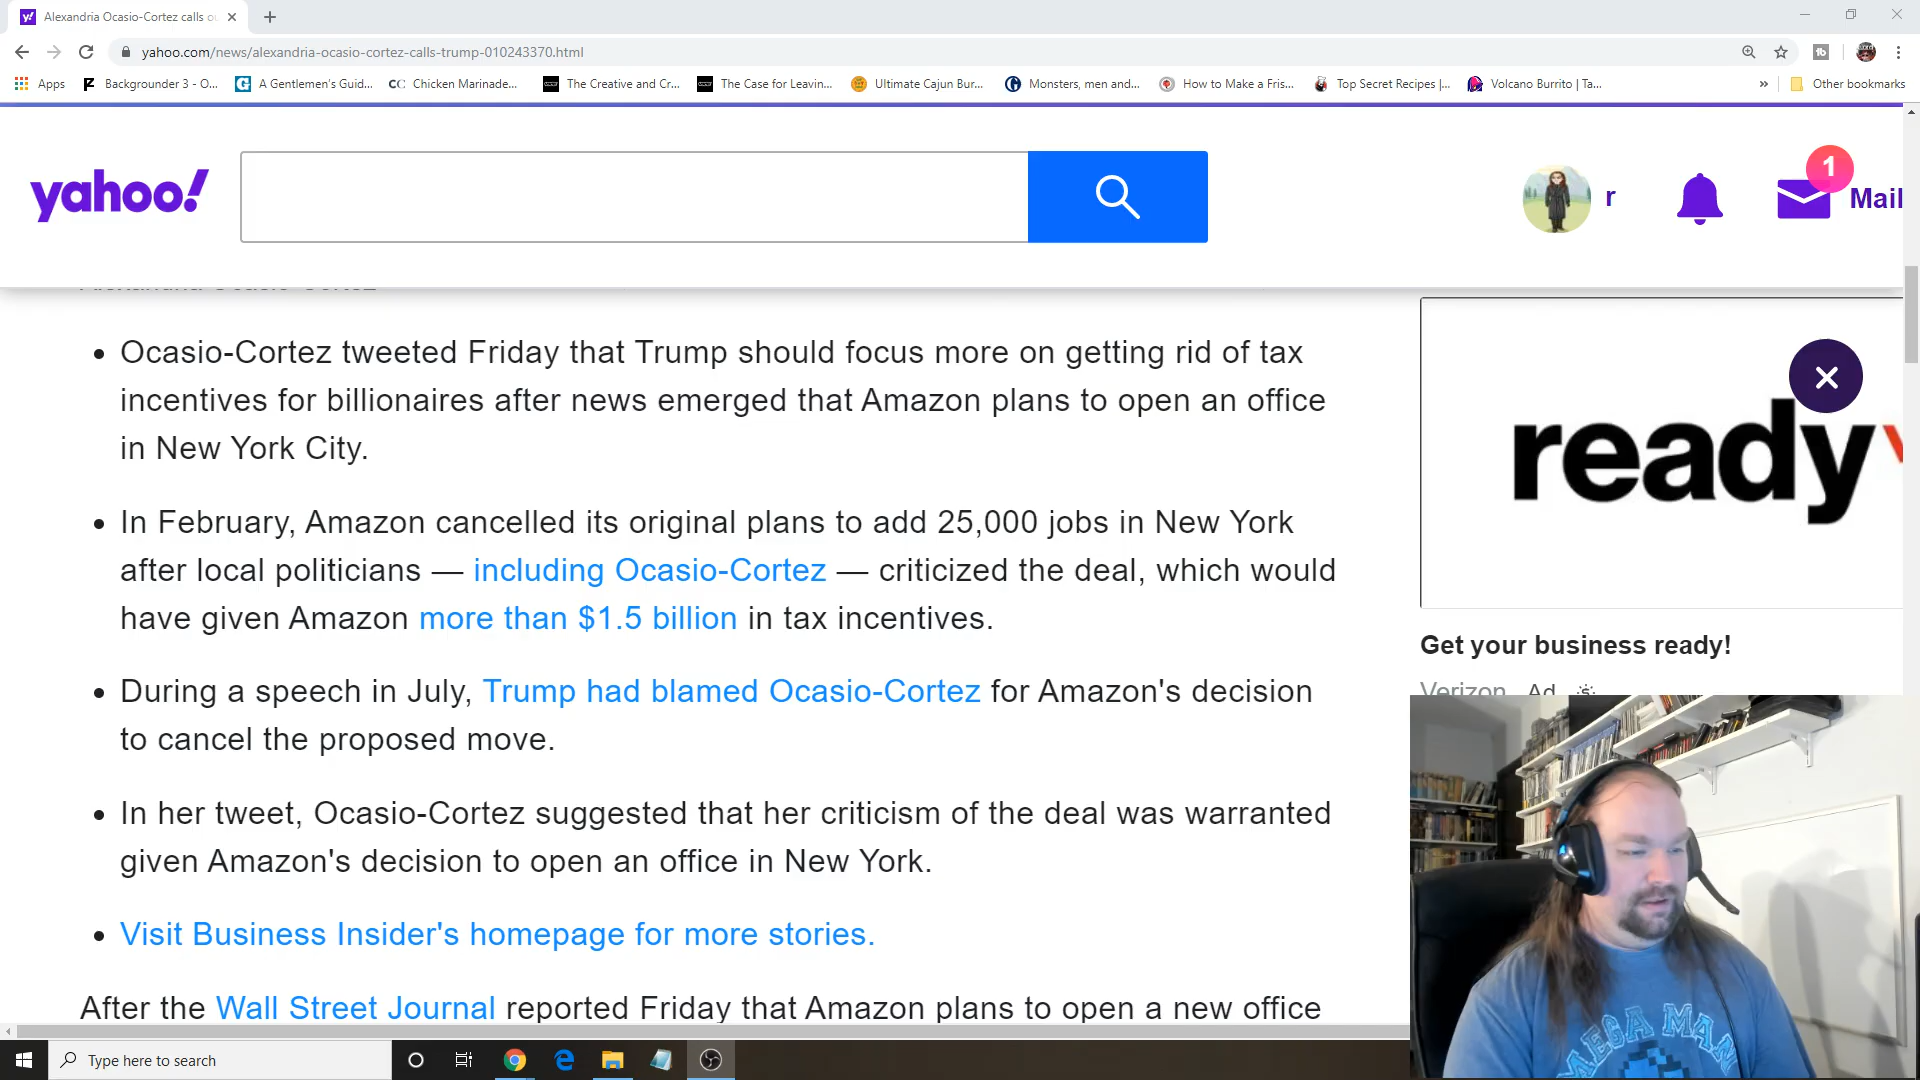 Alexandria Ocasio-Cortez calls ou
yahoo.com/news/alexandria-ocasio-cortez-calls-trump-010243370.html
Apps Backgrounder 3 - O... A Gentlemen's Guid... CC Chicken Marinade... The Creative and Cr... The Case for Leavin... Ultimate Cajun Bur... Monsters, men and... How to Make a Fris... Top Secret Recipes |... Volcano Burrito | Ta... » Other bookmarks
yahoo! r 1 Mail
Alexandria Ocasio-Cortez
• Ocasio-Cortez tweeted Friday that Trump should focus more on getting rid of tax
incentives for billionaires after news emerged that Amazon plans to open an office
in New York City.
• In February, Amazon cancelled its original plans to add 25,000 jobs in New York
after local politicians — including Ocasio-Cortez — criticized the deal, which would
have given Amazon more than $1.5 billion in tax incentives.
• During a speech in July, Trump had blamed Ocasio-Cortez for Amazon's decision
to cancel the proposed move.
• In her tweet, Ocasio-Cortez suggested that her criticism of the deal was warranted
given Amazon's decision to open an office in New York.
• Visit Business Insider's homepage for more stories.
After the Wall Street Journal reported Friday that Amazon plans to open a new office
ready
Get your business ready!
Verizon Ad
MEGA MAN
Type here to search